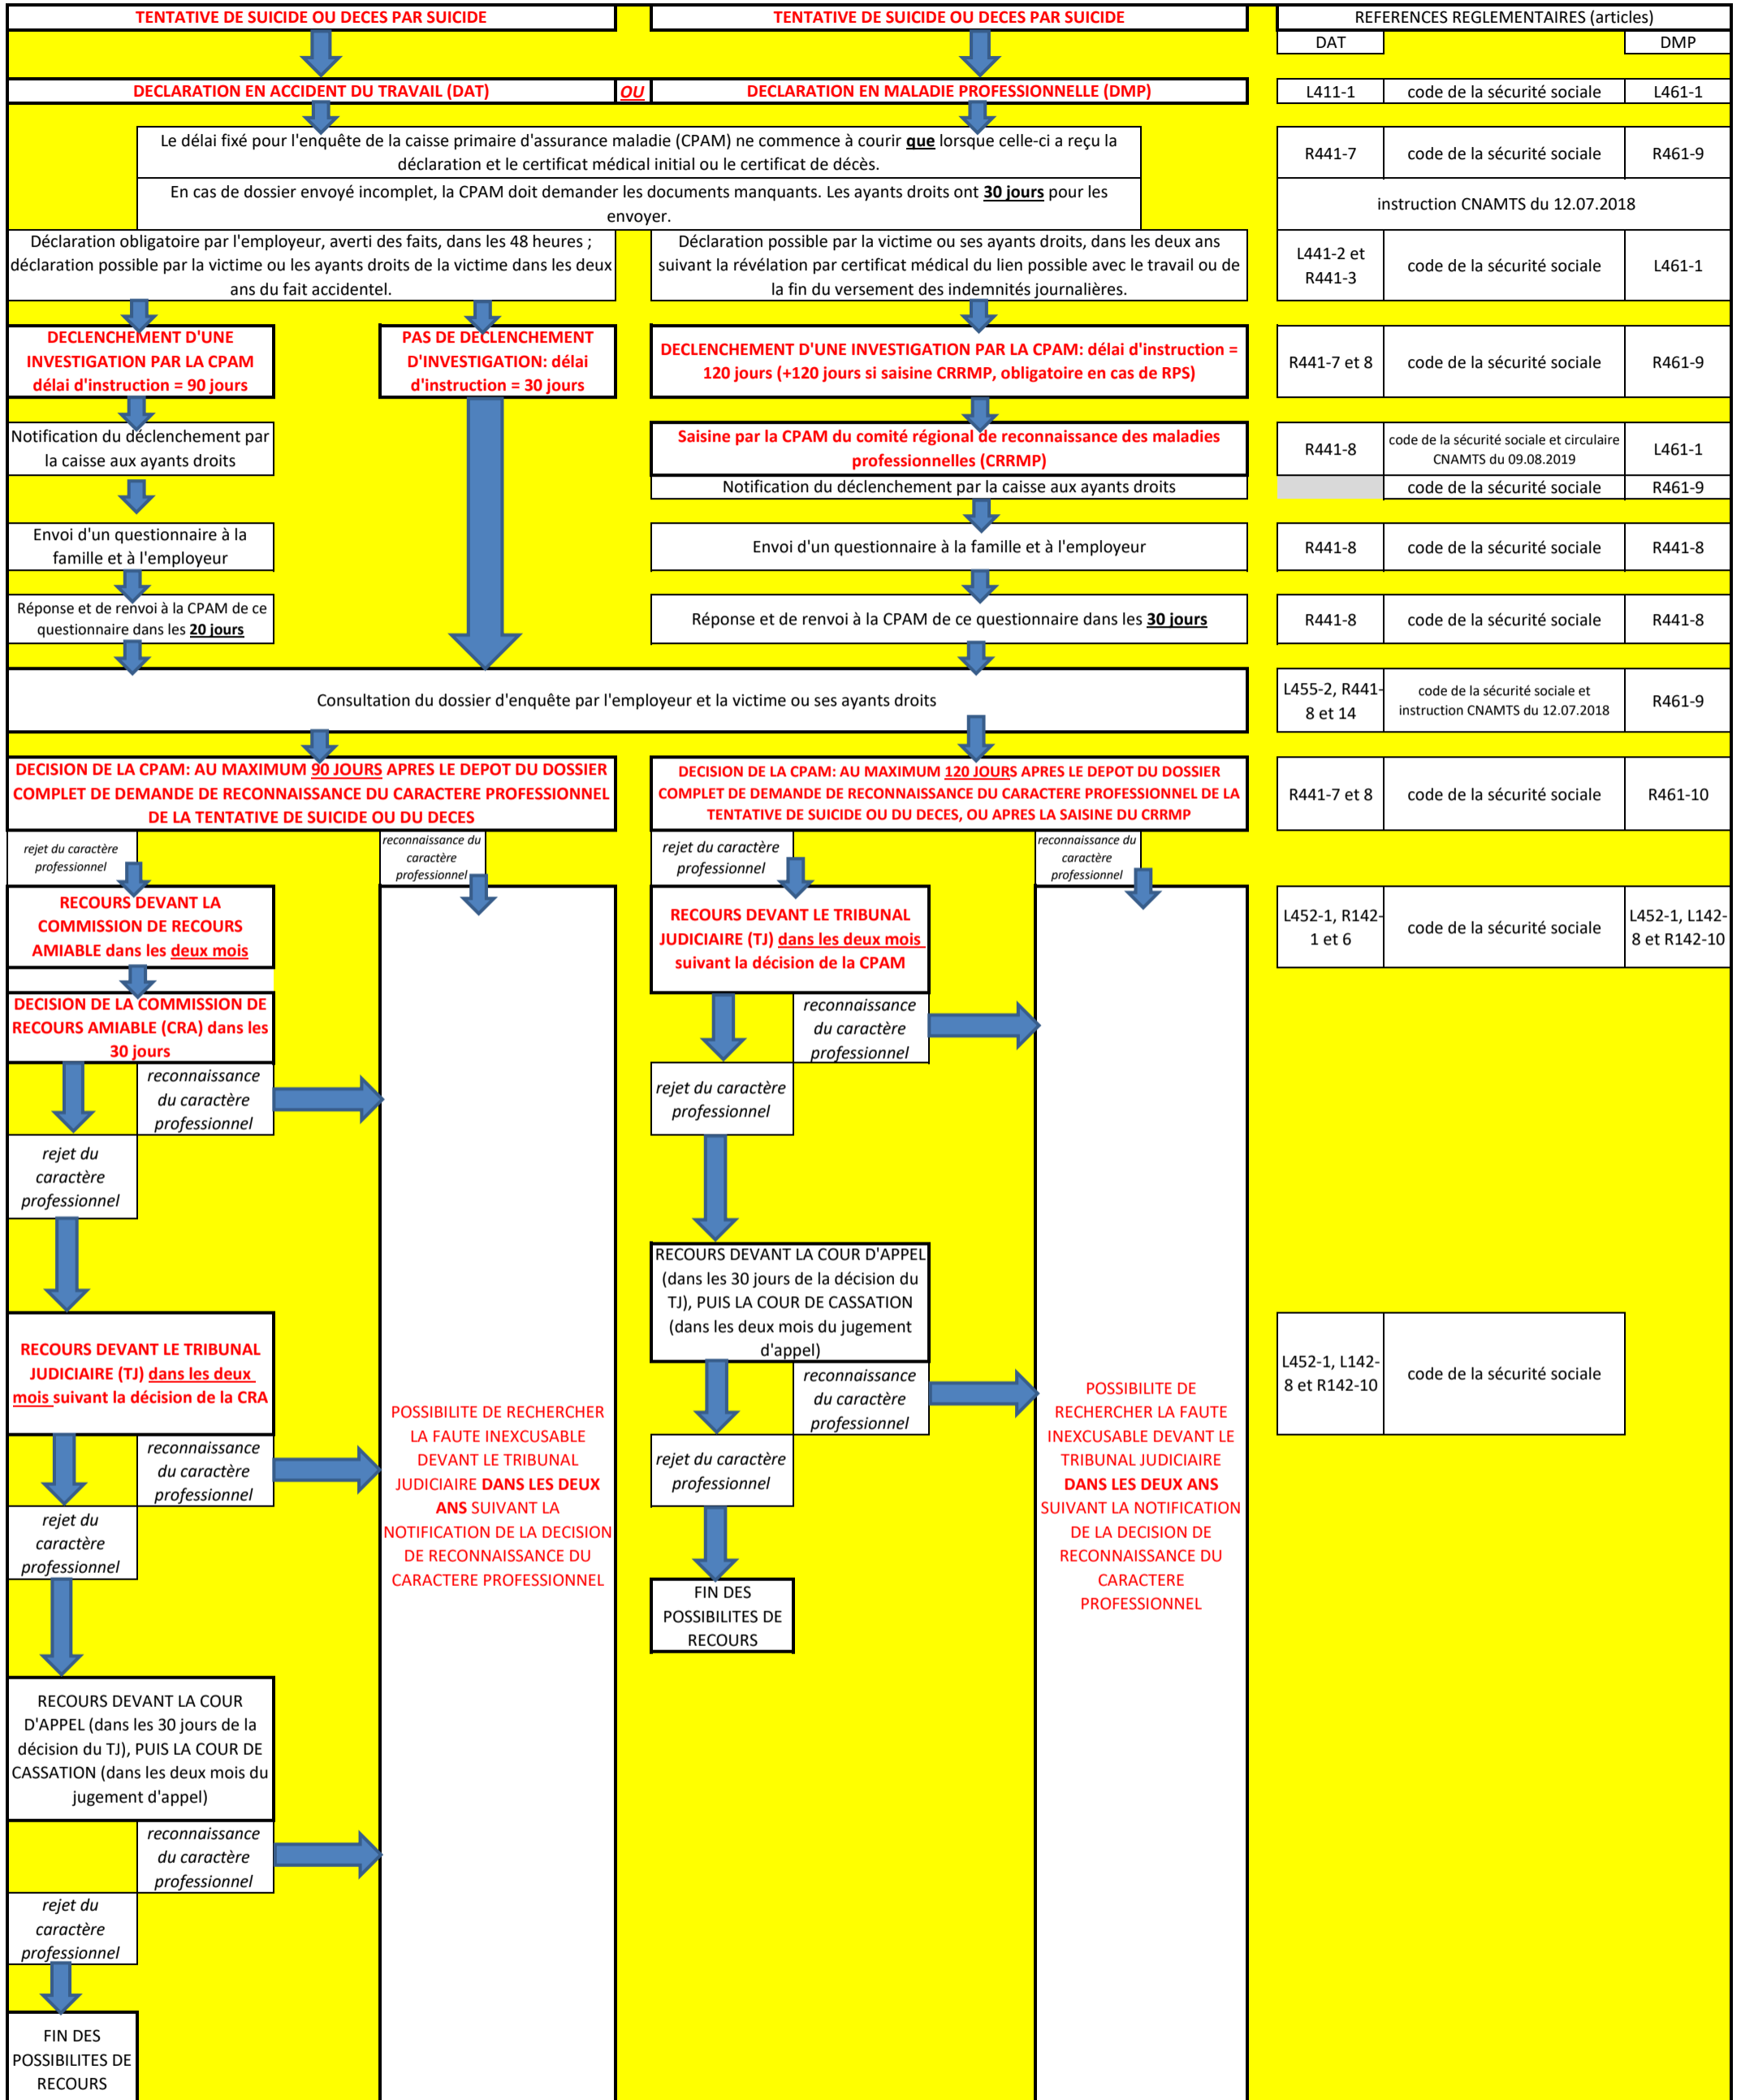 TENTATIVE DE SUICIDE OU DECES PAR SUICIDE
TENTATIVE DE SUICIDE OU DECES PAR SUICIDE
REFERENCES REGLEMENTAIRES (articles)
DAT
DMP
DECLARATION EN ACCIDENT DU TRAVAIL (DAT)
OU
DECLARATION EN MALADIE PROFESSIONNELLE (DMP)
L411-1
code de la sécurité sociale
L461-1
Le délai fixé pour l'enquête de la caisse primaire d'assurance maladie (CPAM) ne commence à courir que lorsque celle-ci a reçu la
déclaration et le certificat médical initial ou le certificat de décès.
R441-7
code de la sécurité sociale
R461-9
En cas de dossier envoyé incomplet, la CPAM doit demander les documents manquants. Les ayants droits ont 30 jours pour les
envoyer.
instruction CNAMTS du 12.07.2018
Déclaration obligatoire par l'employeur, averti des faits, dans les 48 heures ;
déclaration possible par la victime ou les ayants droits de la victime dans les deux
ans du fait accidentel.
Déclaration possible par la victime ou ses ayants droits, dans les deux ans
suivant la révélation par certificat médical du lien possible avec le travail ou de
la fin du versement des indemnités journalières.
L441-2 et
R441-3
code de la sécurité sociale
L461-1
DECLENCHEMENT D'UNE
INVESTIGATION PAR LA CPAM
délai d'instruction = 90 jours
PAS DE DECLENCHEMENT
D'INVESTIGATION: délai
d'instruction = 30 jours
DECLENCHEMENT D'UNE INVESTIGATION PAR LA CPAM: délai d'instruction =
120 jours (+120 jours si saisine CRRMP, obligatoire en cas de RPS)
R441-7 et 8
code de la sécurité sociale
R461-9
Notification du déclenchement par
la caisse aux ayants droits
Saisine par la CPAM du comité régional de reconnaissance des maladies
professionnelles (CRRMP)
R441-8
code de la sécurité sociale et circulaire
CNAMTS du 09.08.2019
L461-1
Notification du déclenchement par la caisse aux ayants droits
code de la sécurité sociale
R461-9
Envoi d'un questionnaire à la
famille et à l'employeur
Envoi d'un questionnaire à la famille et à l'employeur
R441-8
code de la sécurité sociale
R441-8
Réponse et de renvoi à la CPAM de ce
questionnaire dans les 20 jours
Réponse et de renvoi à la CPAM de ce questionnaire dans les 30 jours
R441-8
code de la sécurité sociale
R441-8
Consultation du dossier d'enquête par l'employeur et la victime ou ses ayants droits
L455-2, R441-
8 et 14
code de la sécurité sociale et
instruction CNAMTS du 12.07.2018
R461-9
DECISION DE LA CPAM: AU MAXIMUM 90 JOURS APRES LE DEPOT DU DOSSIER
COMPLET DE DEMANDE DE RECONNAISSANCE DU CARACTERE PROFESSIONNEL
DE LA TENTATIVE DE SUICIDE OU DU DECES
DECISION DE LA CPAM: AU MAXIMUM 120 JOURS APRES LE DEPOT DU DOSSIER
COMPLET DE DEMANDE DE RECONNAISSANCE DU CARACTERE PROFESSIONNEL DE LA
TENTATIVE DE SUICIDE OU DU DECES, OU APRES LA SAISINE DU CRRMP
R441-7 et 8
code de la sécurité sociale
R461-10
rejet du caractère
professionnel
reconnaissance du
caractère
professionnel
rejet du caractère
professionnel
reconnaissance du
caractère
professionnel
RECOURS DEVANT LA
COMMISSION DE RECOURS
AMIABLE dans les deux mois
RECOURS DEVANT LE TRIBUNAL
JUDICIAIRE (TJ) dans les deux mois
suivant la décision de la CPAM
L452-1, R142-
1 et 6
code de la sécurité sociale
L452-1, L142-
8 et R142-10
DECISION DE LA COMMISSION DE
RECOURS AMIABLE (CRA) dans les
30 jours
reconnaissance
du caractère
professionnel
reconnaissance
du caractère
professionnel
rejet du caractère
professionnel
rejet du
caractère
professionnel
RECOURS DEVANT LA COUR D'APPEL
(dans les 30 jours de la décision du
TJ), PUIS LA COUR DE CASSATION
(dans les deux mois du jugement
d'appel)
RECOURS DEVANT LE TRIBUNAL
JUDICIAIRE (TJ) dans les deux
mois suivant la décision de la CRA
L452-1, L142-
8 et R142-10
code de la sécurité sociale
reconnaissance
du caractère
professionnel
POSSIBILITE DE RECHERCHER
LA FAUTE INEXCUSABLE
DEVANT LE TRIBUNAL
JUDICIAIRE DANS LES DEUX
ANS SUIVANT LA
NOTIFICATION DE LA DECISION
DE RECONNAISSANCE DU
CARACTERE PROFESSIONNEL
POSSIBILITE DE
RECHERCHER LA FAUTE
INEXCUSABLE DEVANT LE
TRIBUNAL JUDICIAIRE
DANS LES DEUX ANS
SUIVANT LA NOTIFICATION
DE LA DECISION DE
RECONNAISSANCE DU
CARACTERE
PROFESSIONNEL
reconnaissance
du caractère
professionnel
rejet du caractère
professionnel
rejet du
caractère
professionnel
FIN DES
POSSIBILITES DE
RECOURS
RECOURS DEVANT LA COUR
D'APPEL (dans les 30 jours de la
décision du TJ), PUIS LA COUR DE
CASSATION (dans les deux mois du
jugement d'appel)
reconnaissance
du caractère
professionnel
rejet du
caractère
professionnel
FIN DES
POSSIBILITES DE
RECOURS